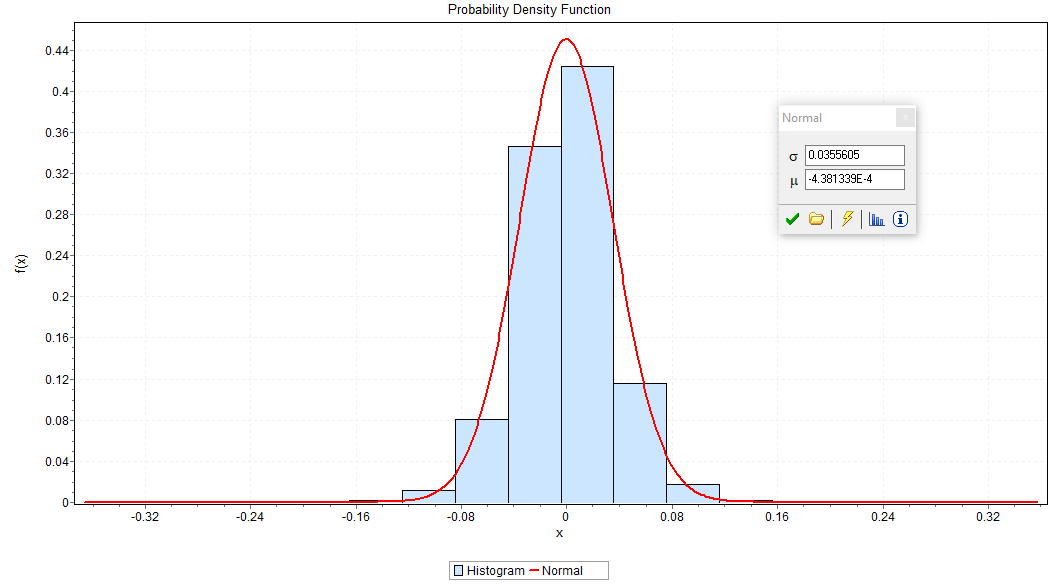 Probability Density Function
0.44
0.4
0.36
0.32
0.28
0.24
0.2
0.16
0.12
0.08
0.04
0
f(x)
-0.32 -0.24 -0.16 -0.08 0 0.08 0.16 0.24 0.32
x
Histogram Normal
Normal x
σ 0.0355605
μ -4.381339E-4